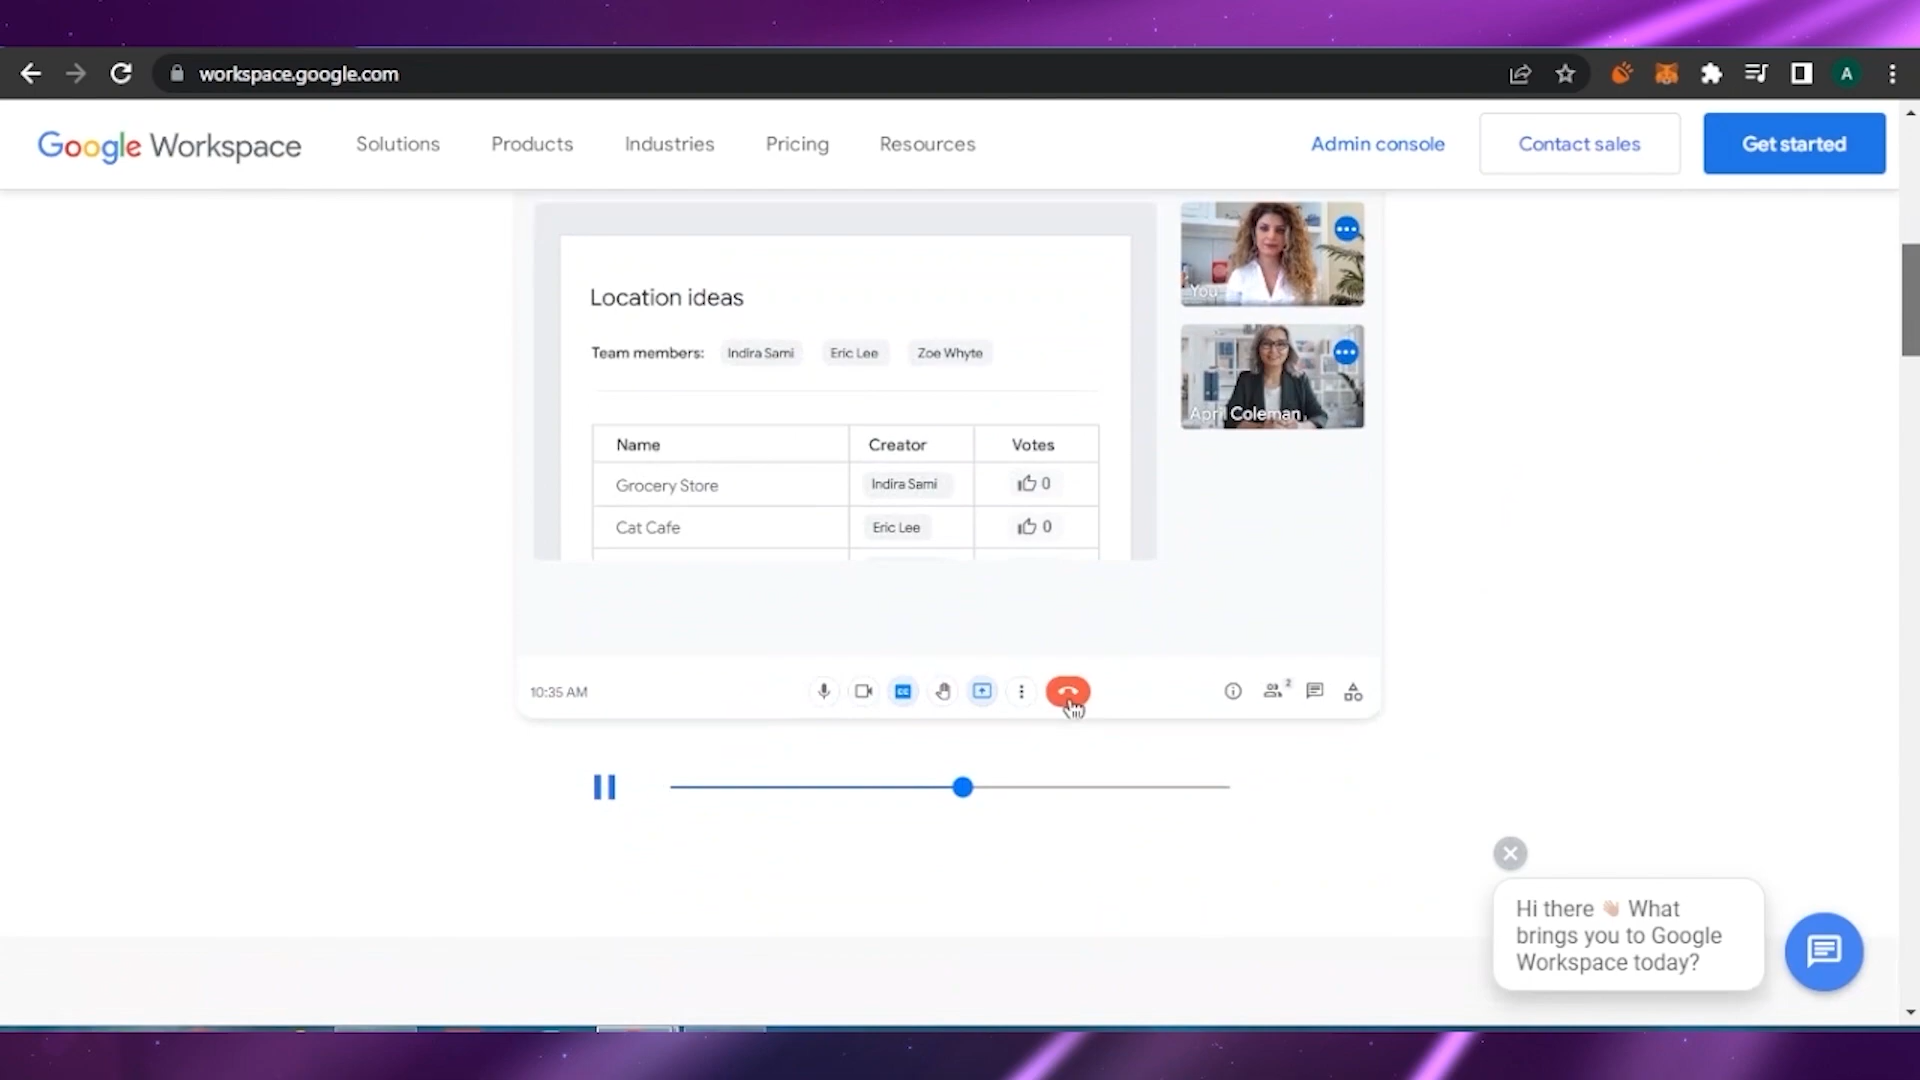 workspace.google.com
A
Google Workspace
Solutions
Products
Industries
Pricing
Resources
Admin console
Contact sales
Get started
Location ideas
Team members: Indira Sami Eric Lee Zoe Whyte
Name Creator Votes
Grocery Store Indira Sami 0
Cat Cafe Eric Lee 0
You
April Coleman
10:35 AM
CC
2
Hi there 👋🏻 What
brings you to Google
Workspace today?